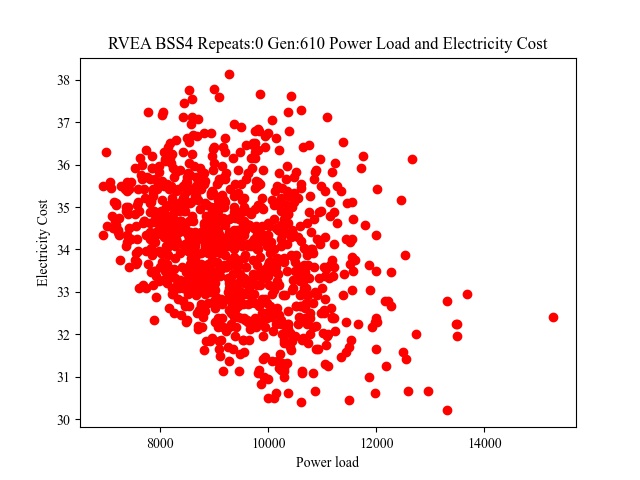 RVEA BSS4 Repeats:0 Gen:610 Power Load and Electricity Cost
38
37
36
35
34
33
32
31
30
Electricity Cost
8000 10000 12000 14000
Power load